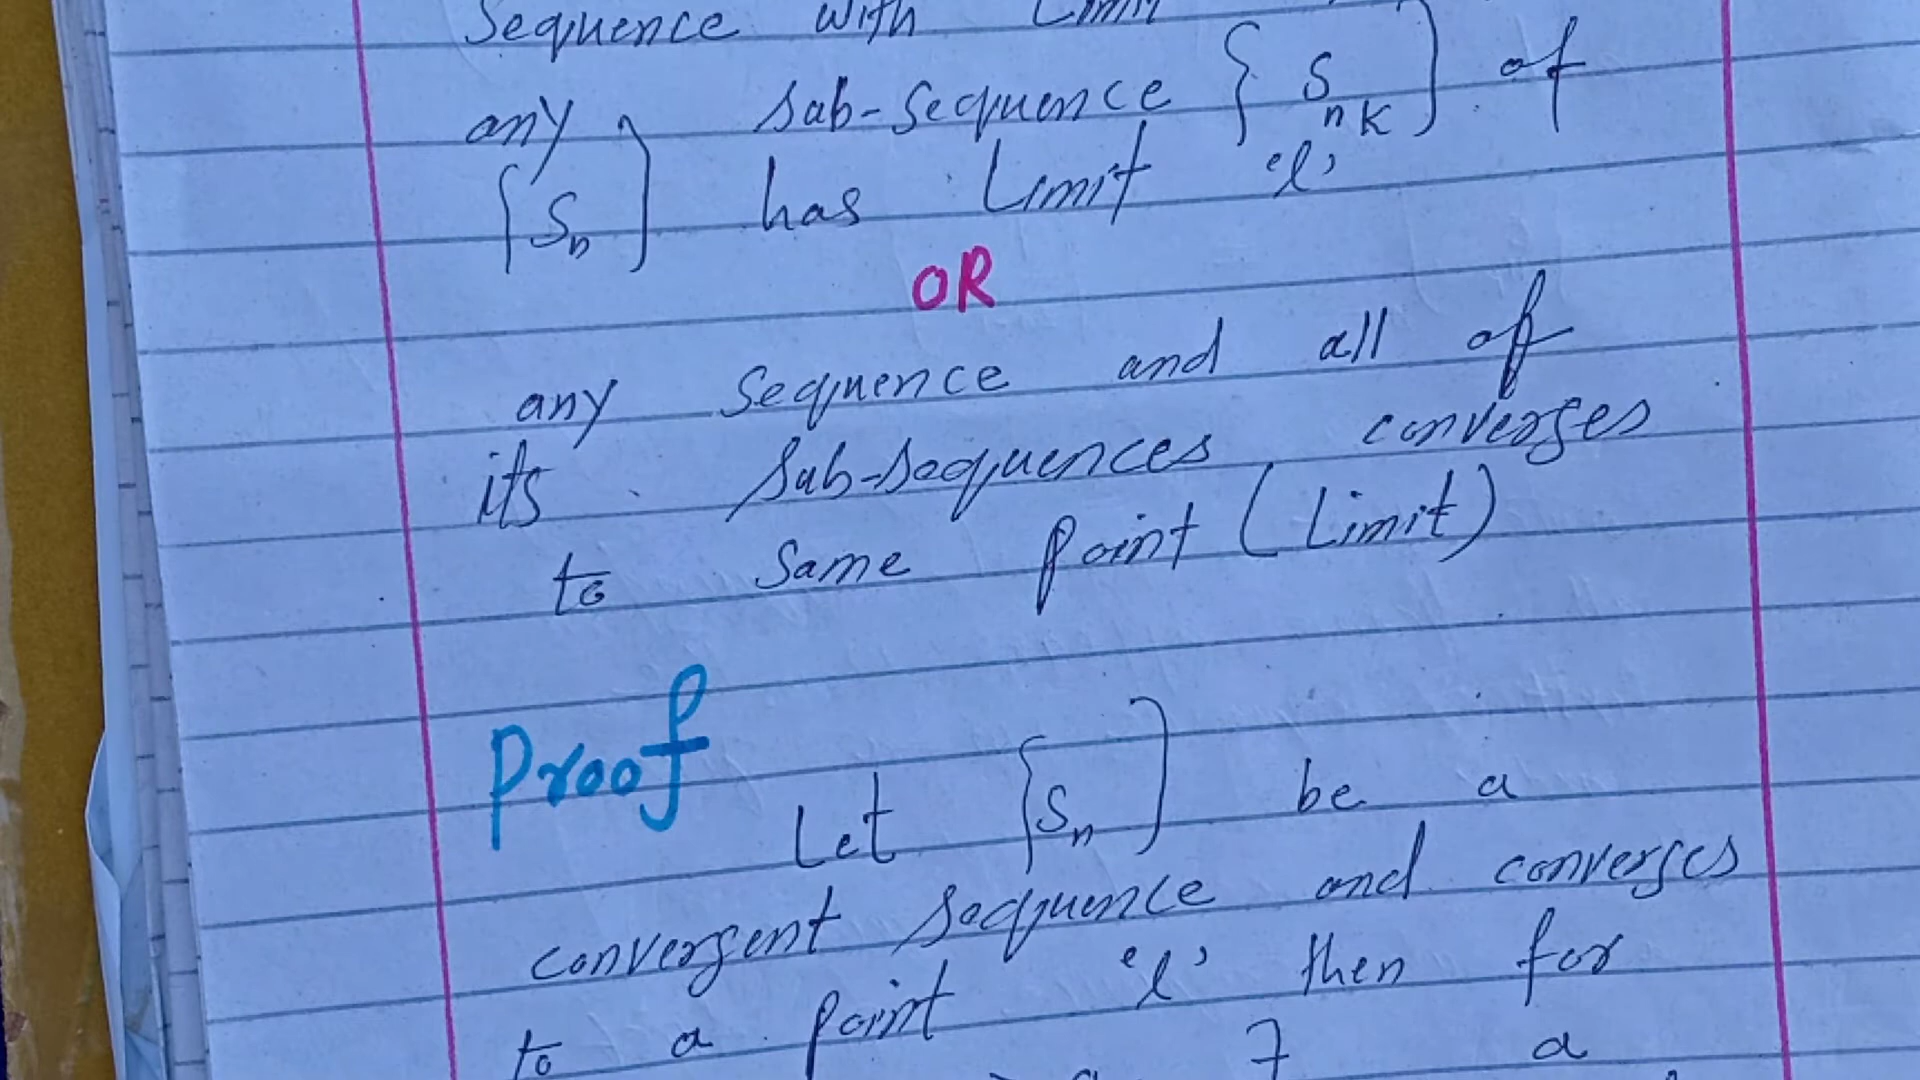 Sequence with Limit
any sub-sequence {S_nK} of
{S_n} has Limit 'l'
OR
any sequence and all of
its sub-sequences converges
to same point (Limit)
Proof
Let {S_n} be a
convergent sequence and converges
to a point 'l' then for
∃ a